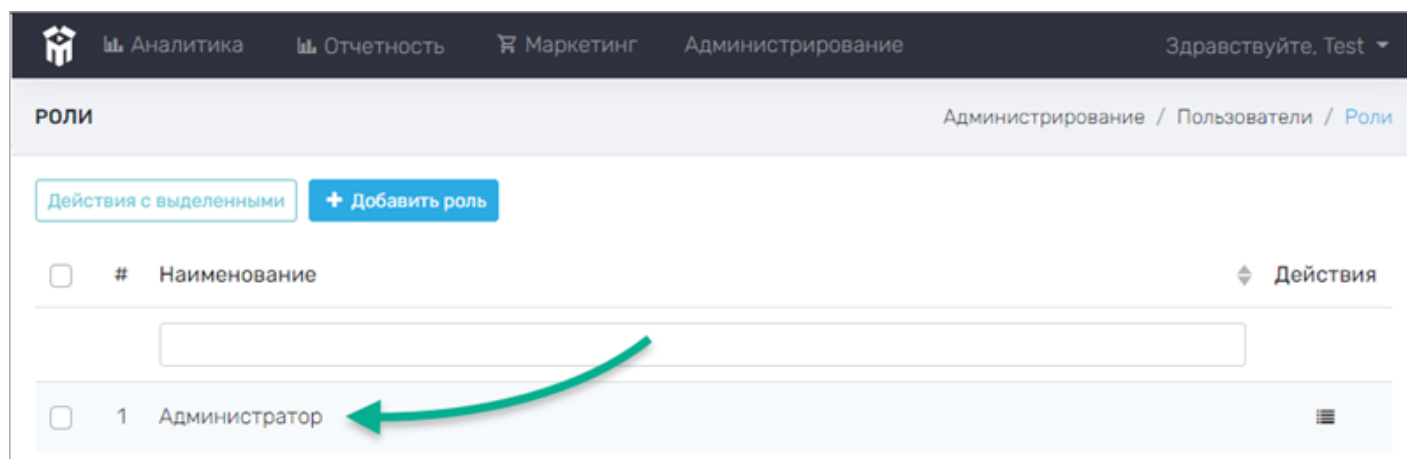 Аналитика Отчетность Маркетинг Администрирование Здравствуйте, Test
РОЛИ Администрирование / Пользователи / Роли
Действия с выделенными + Добавить роль
# Наименование Действия
1 Администратор